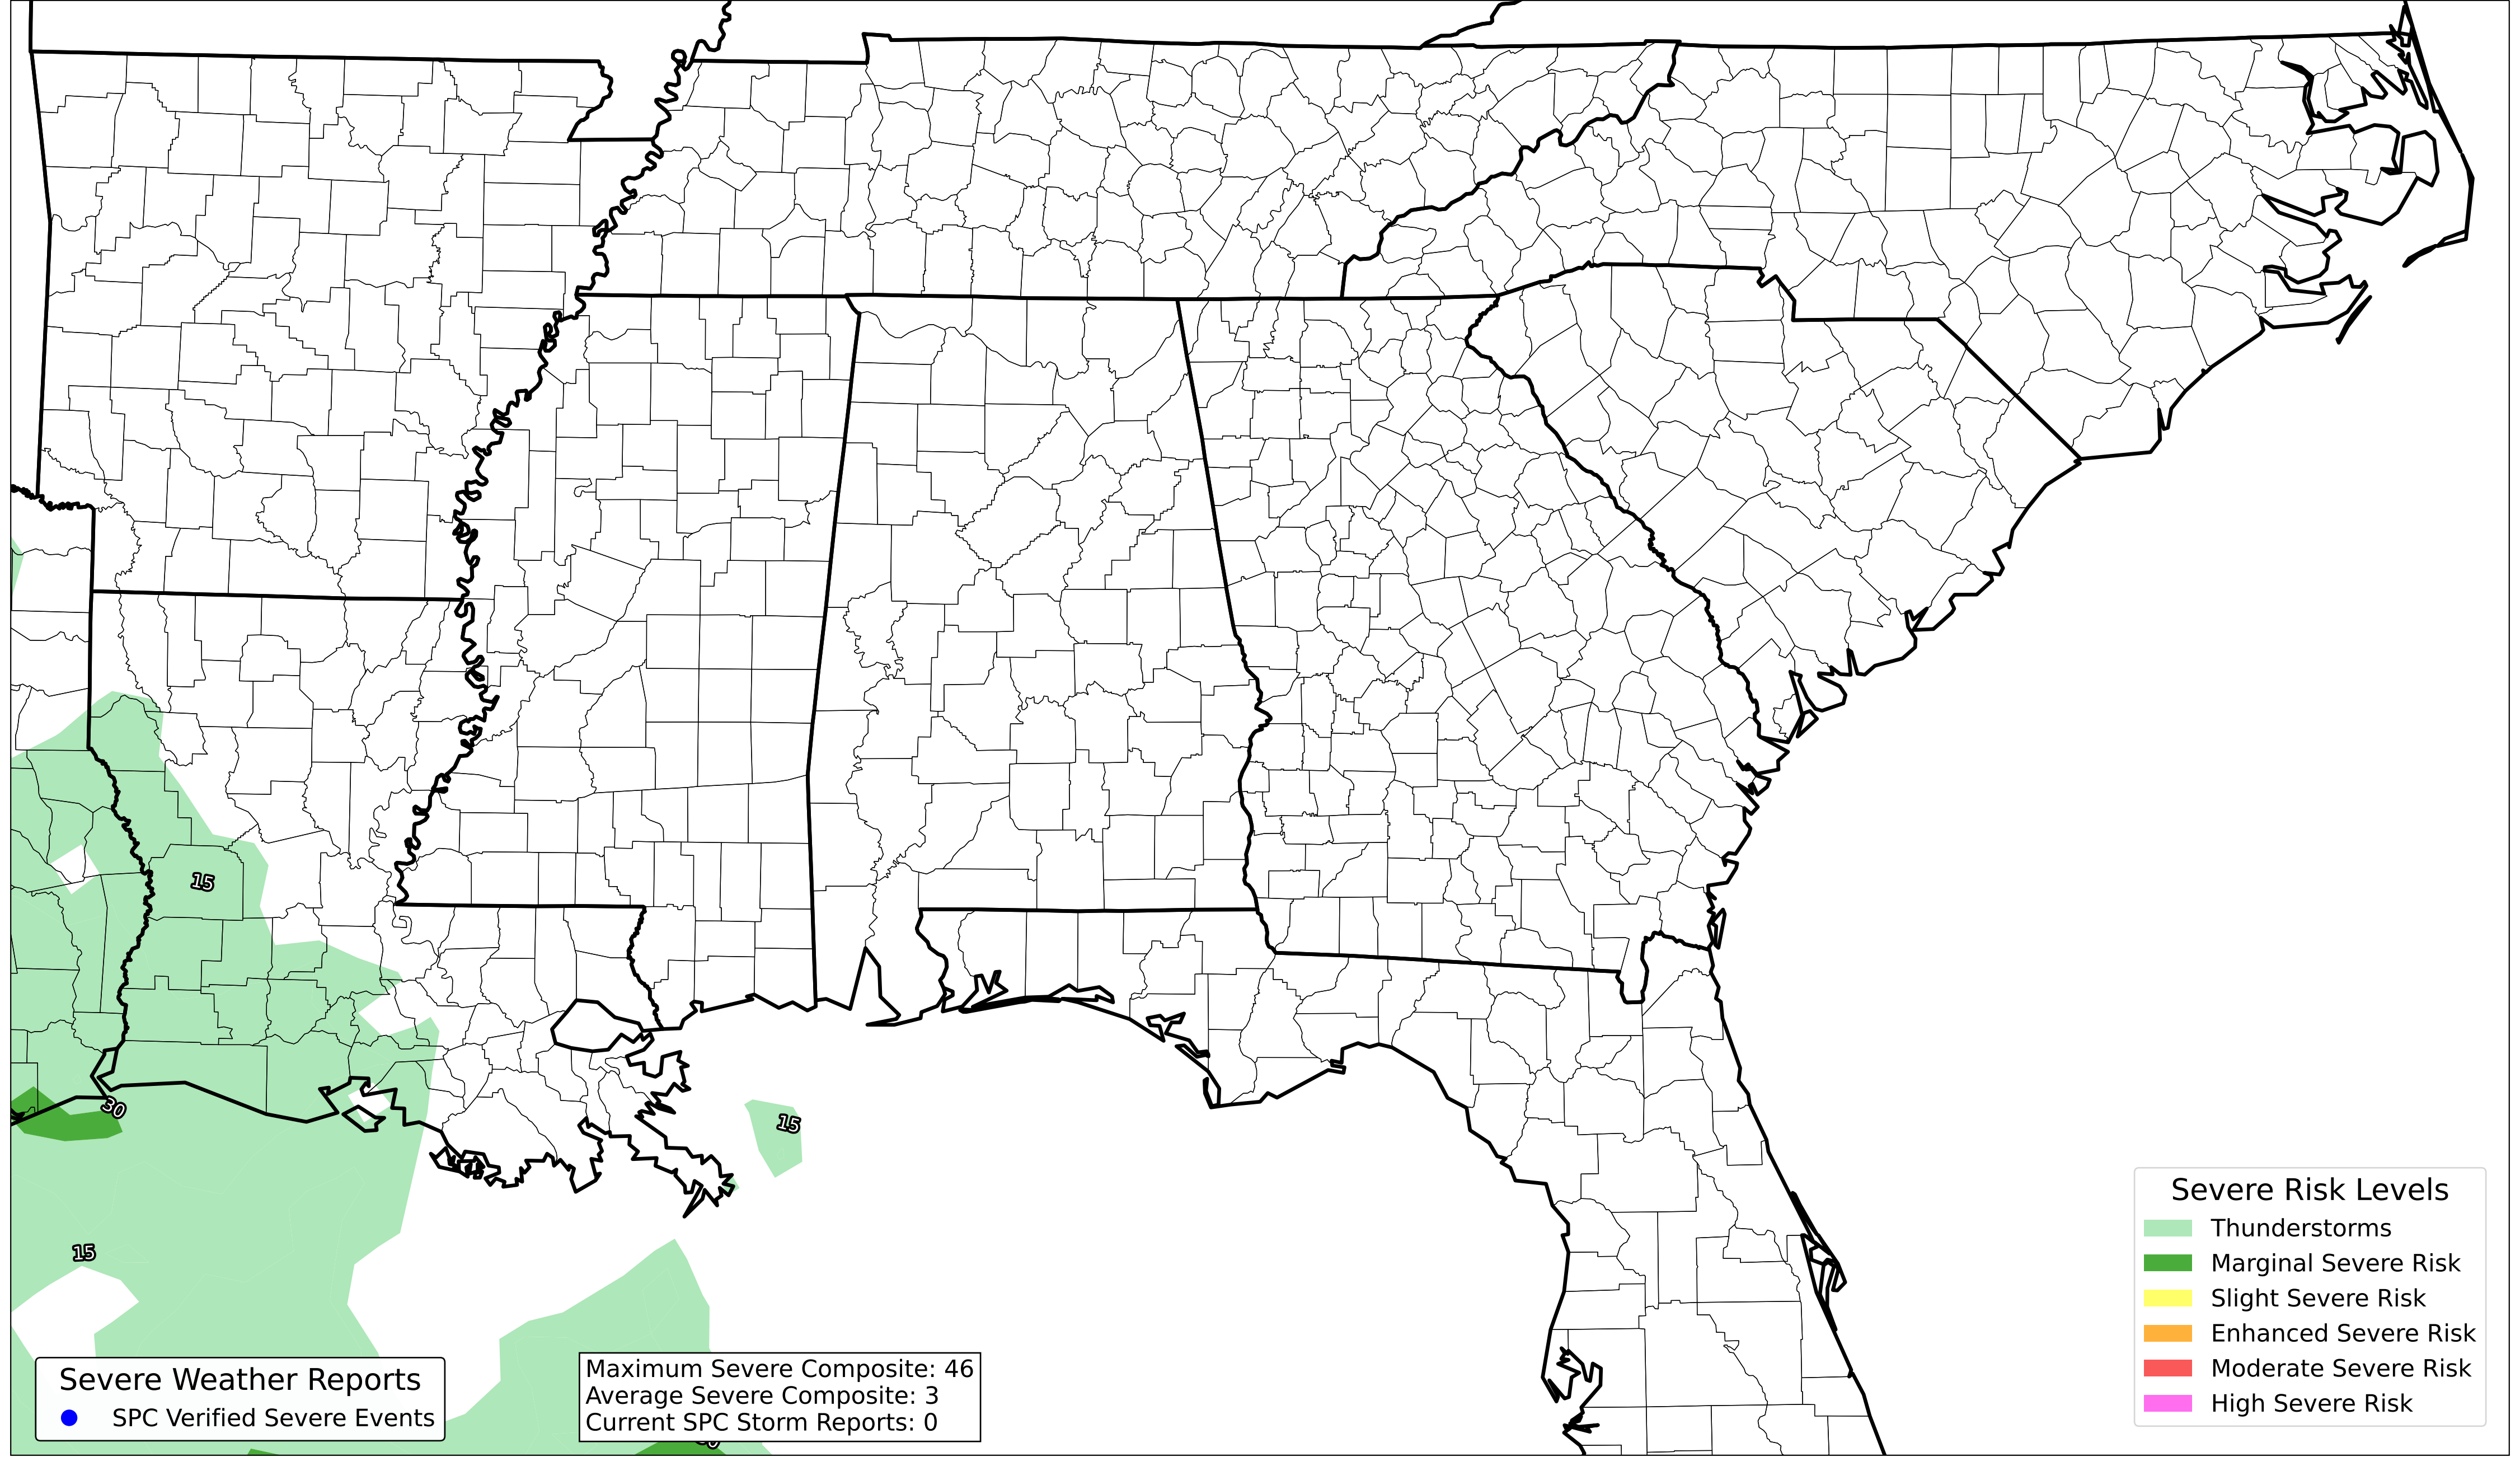 15
30
15
15
Severe Weather Reports
SPC Verified Severe Events
Maximum Severe Composite: 46
Average Severe Composite: 3
Current SPC Storm Reports: 0
Severe Risk Levels
Thunderstorms
Marginal Severe Risk
Slight Severe Risk
Enhanced Severe Risk
Moderate Severe Risk
High Severe Risk